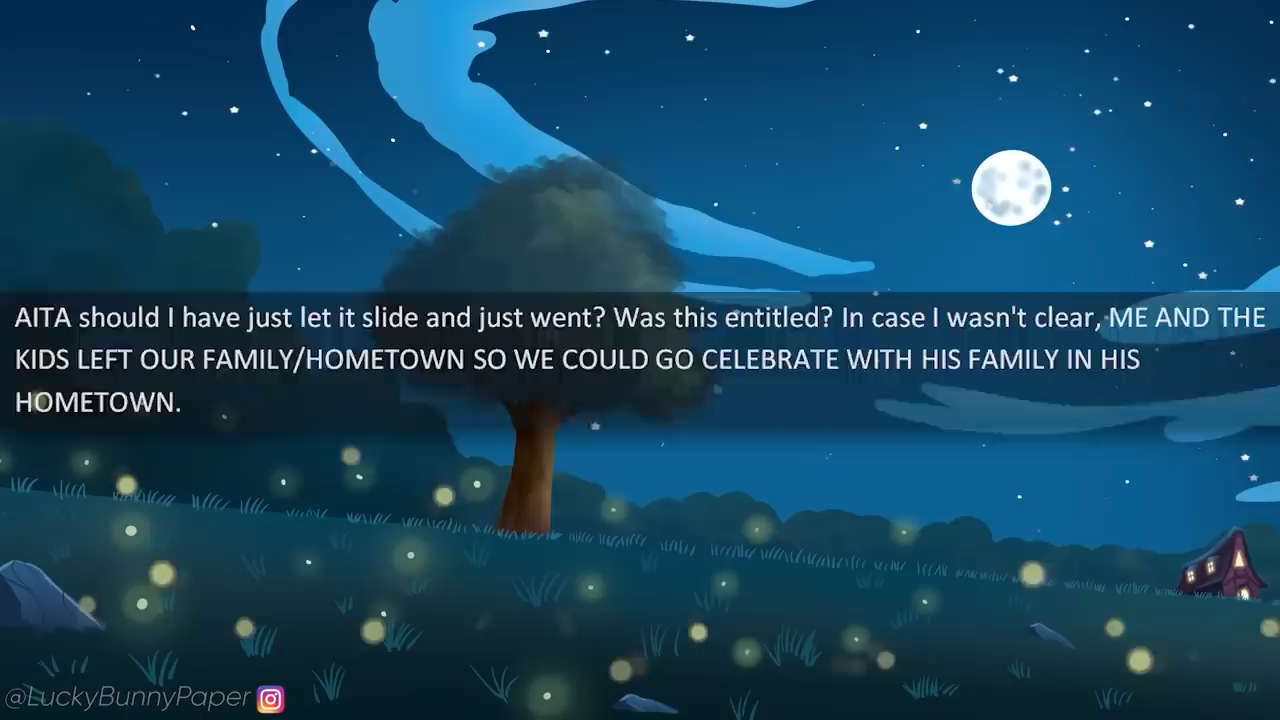 AITA should I have just let it slide and just went? Was this entitled? In case I wasn't clear, ME AND THE
KIDS LEFT OUR FAMILY/HOMETOWN SO WE COULD GO CELEBRATE WITH HIS FAMILY IN HIS
HOMETOWN.
@LuckyBunnyPaper